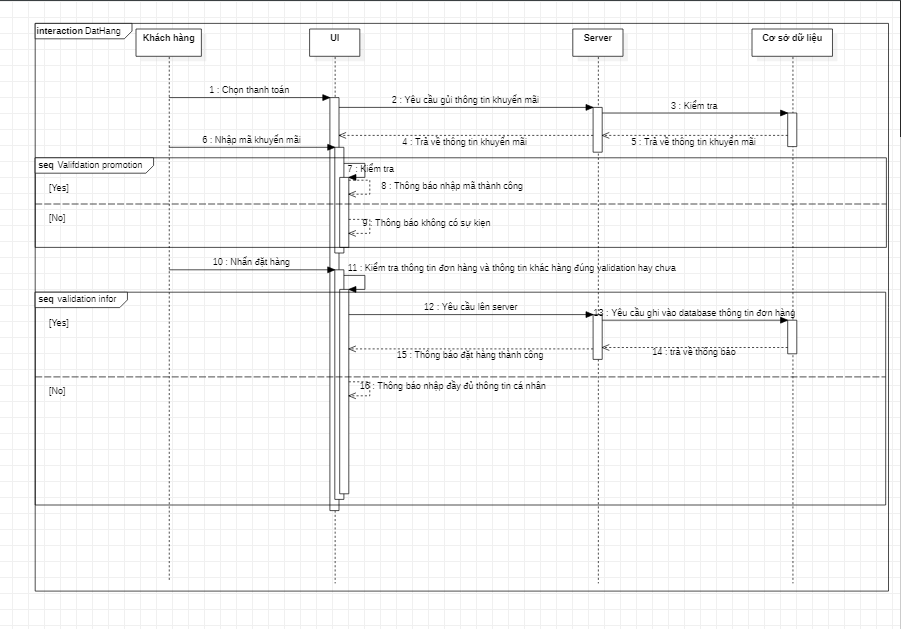 interaction DatHang
Khách hàng
UI
Server
Cơ sở dữ liệu
1 : Chọn thanh toán
2 : Yêu cầu gủi thông tin khuyến mãi
3 : Kiểm tra
4 : Trả về thông tin khuyến mãi
5 : Trả về thông tin khuyến mãi
6 : Nhập mã khuyến mãi
seq Valifdation promotion
7 : Kiểm tra
[Yes]
8 : Thông báo nhập mã thành công
[No]
9 : Thông báo không có sự kiẹn
10 : Nhấn đặt hàng
11 : Kiểm tra thông tin đơn hàng và thông tin khác hàng đúng validation hay chưa
seq validation infor
12 : Yêu cầu lên server
13 : Yêu cầu ghi vào database thông tin đơn hàng
[Yes]
14 : trả về thông báo
15 : Thông báo đặt hàng thành công
16 : Thông báo nhập đầy đủ thông tin cá nhân
[No]